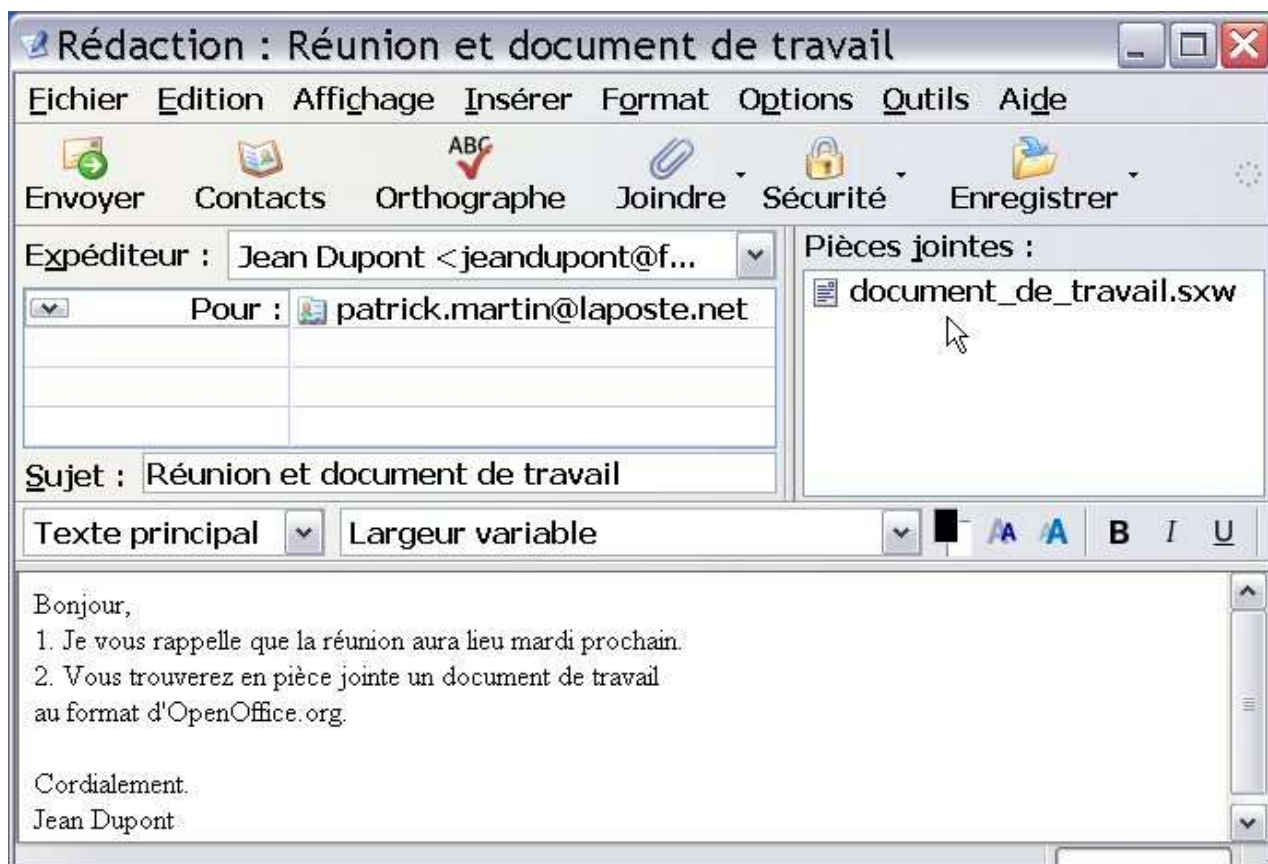 Rédaction : Réunion et document de travail
Fichier Edition Affichage Insérer Format Options Outils Aide
ABC
Envoyer Contacts Orthographe Joindre Sécurité Enregistrer
Expéditeur : Jean Dupont <jeandupont@f...
Pièces jointes :
Pour : patrick.martin@laposte.net
document_de_travail.sxw
Sujet : Réunion et document de travail
Texte principal Largeur variable A A B I U
Bonjour,
1. Je vous rappelle que la réunion aura lieu mardi prochain.
2. Vous trouverez en pièce jointe un document de travail
au format d'OpenOffice.org.
Cordialement.
Jean Dupont